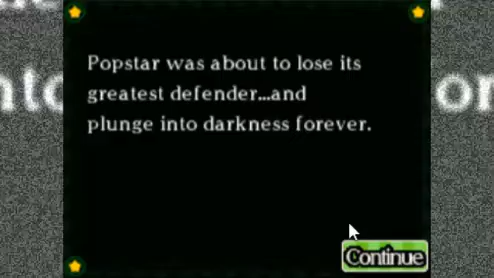 Popstar was about to lose its
greatest defender...and
plunge into darkness forever.
Continue